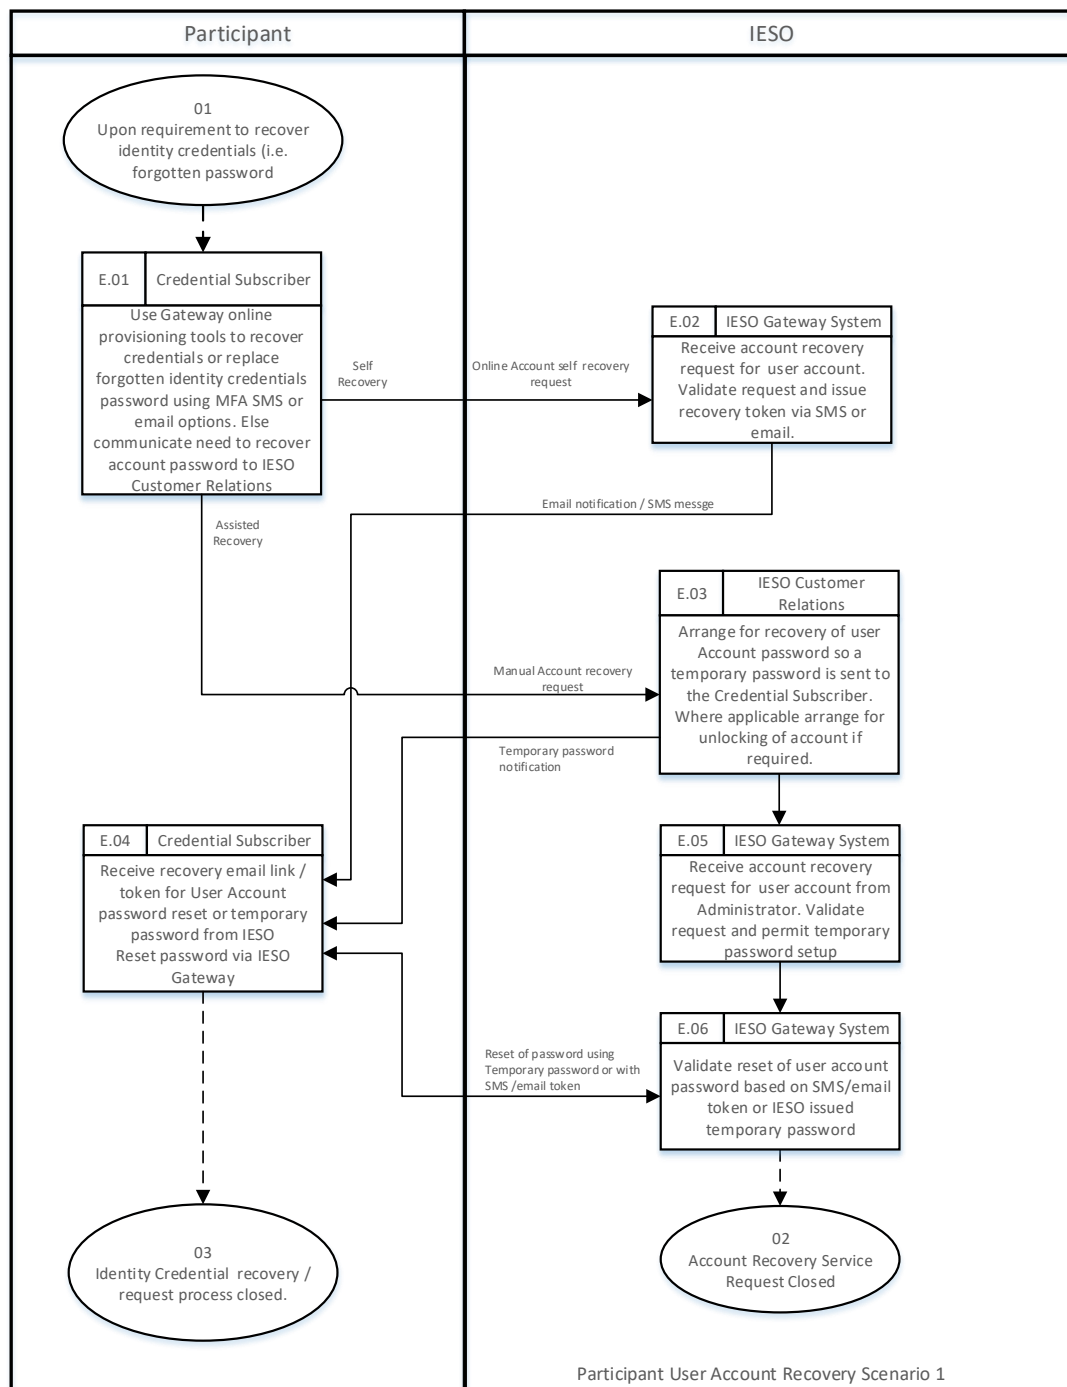 Participant
IESO
01
Upon requirement to recover
identity credentials (i.e.
forgotten password
E.01
Credential Subscriber
Use Gateway online
provisioning tools to recover
credentials or replace
forgotten identity credentials
password using MFA SMS or
email options. Else
communicate need to recover
account password to IESO
Customer Relations
Self
Recovery
Online Account self recovery
request
E.02
IESO Gateway System
Receive account recovery
request for user account.
Validate request and issue
recovery token via SMS or
email.
Email notification / SMS messge
Assisted
Recovery
E.03
IESO Customer
Relations
Arrange for recovery of user
Account password so a
temporary password is sent to
the Credential Subscriber.
Where applicable arrange for
unlocking of account if
required.
Manual Account recovery
request
Temporary password
notification
E.04
Credential Subscriber
Receive recovery email link /
token for User Account
password reset or temporary
password from IESO
Reset password via IESO
Gateway
E.05
IESO Gateway System
Receive account recovery
request for user account from
Administrator. Validate
request and permit temporary
password setup
E.06
IESO Gateway System
Validate reset of user account
password based on SMS/email
token or IESO issued
temporary password
Reset of password using
Temporary password or with
SMS /email token
03
Identity Credential recovery /
request process closed.
02
Account Recovery Service
Request Closed
Participant User Account Recovery Scenario 1